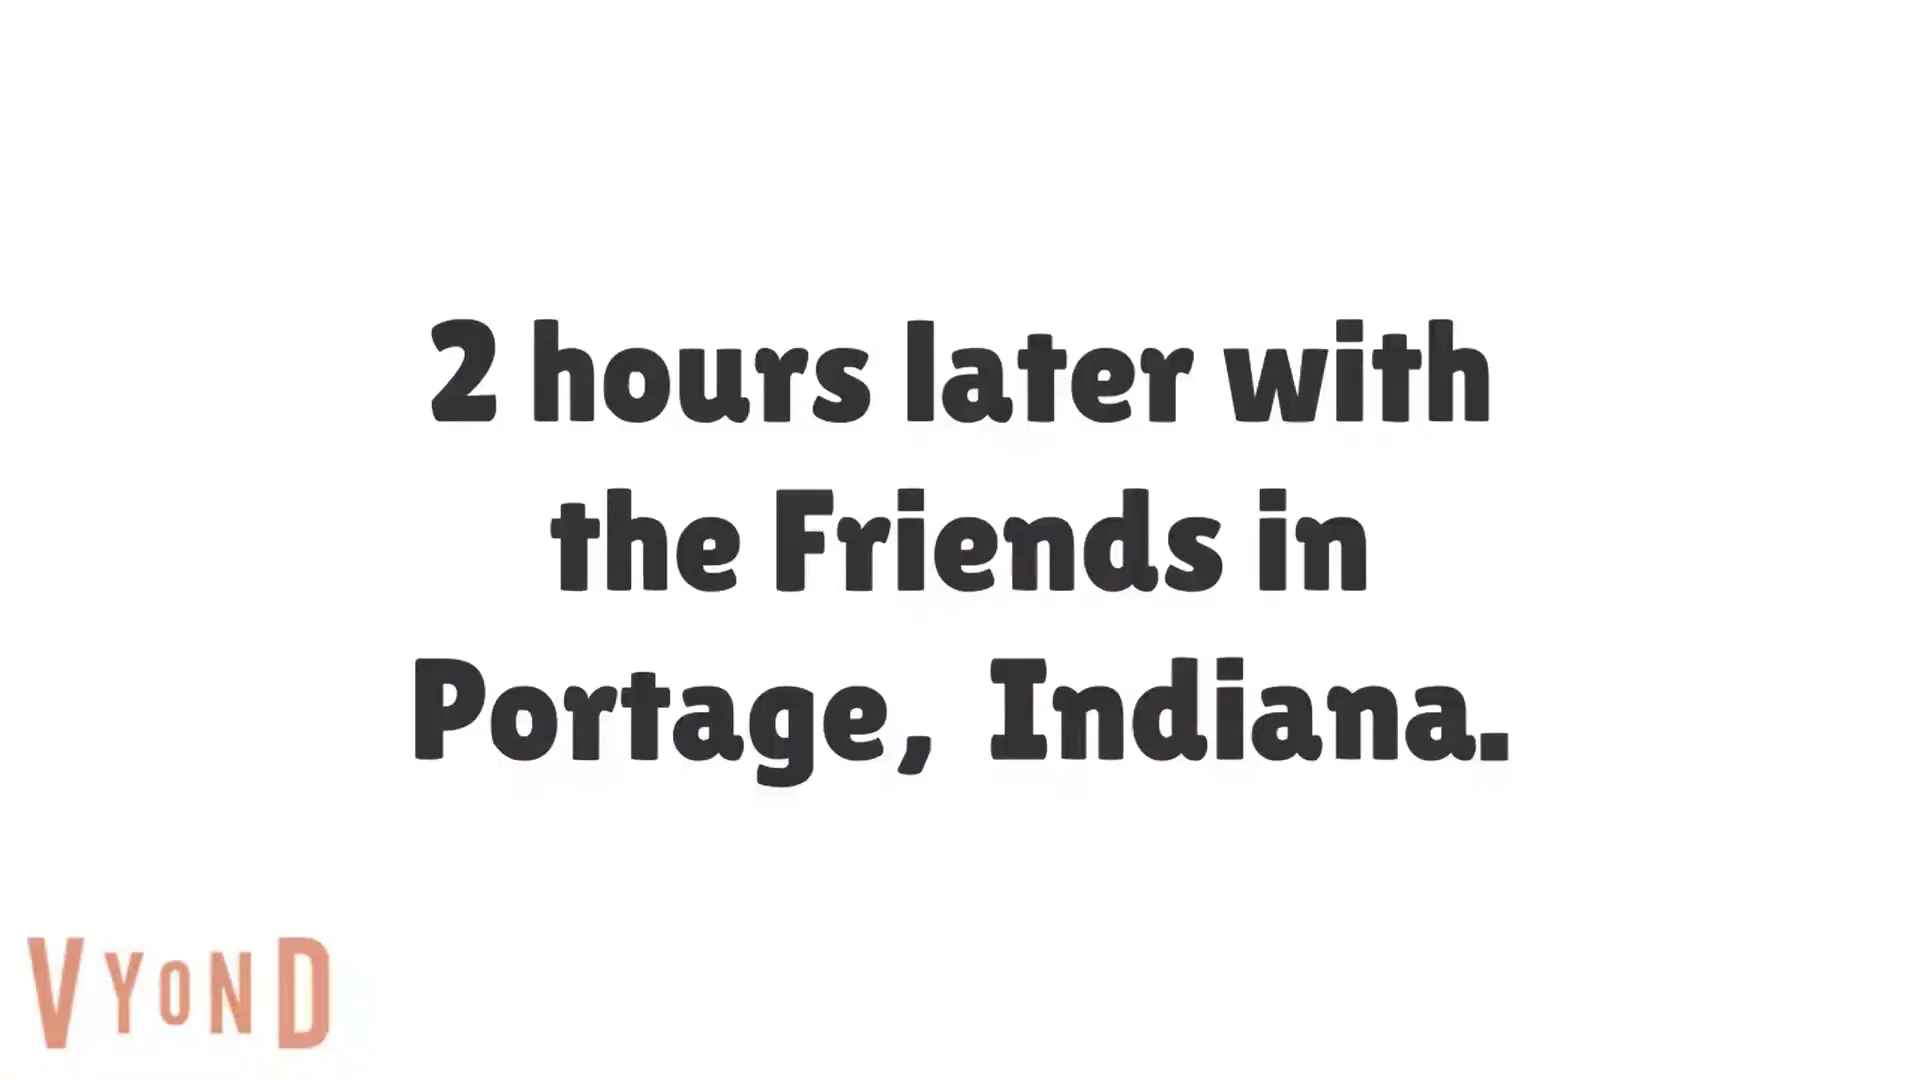 2 hours later with
the Friends in
Portage, Indiana.
VYOND